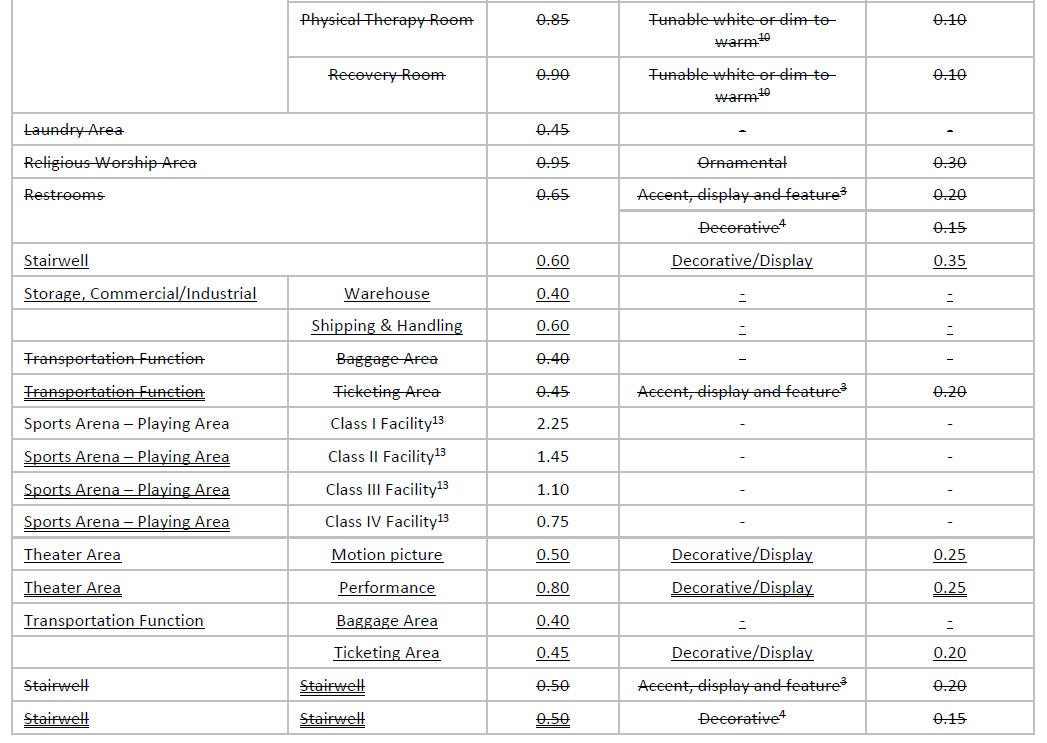 Physical Therapy Room 0.85 Tunable white or dim-to- 0.10
warm10
Recovery Room 0.90 Tunable white or dim-to- 0.10
warm10
Laundry Area 0.45 - -
Religious Worship Area 0.95 Ornamental 0.30
Restrooms 0.65 Accent, display and feature3 0.20
Decorative4 0.15
Stairwell 0.60 Decorative/Display 0.35
Storage, Commercial/Industrial Warehouse 0.40 - -
Shipping & Handling 0.60 - -
Transportation Function Baggage Area 0.40 - -
Transportation Function Ticketing Area 0.45 Accent, display and feature3 0.20
Sports Arena – Playing Area Class I Facility13 2.25 - -
Sports Arena – Playing Area Class II Facility13 1.45 - -
Sports Arena – Playing Area Class III Facility13 1.10 - -
Sports Arena – Playing Area Class IV Facility13 0.75 - -
Theater Area Motion picture 0.50 Decorative/Display 0.25
Theater Area Performance 0.80 Decorative/Display 0.25
Transportation Function Baggage Area 0.40 - -
Ticketing Area 0.45 Decorative/Display 0.20
Stairwell Stairwell 0.50 Accent, display and feature3 0.20
Stairwell Stairwell 0.50 Decorative4 0.15